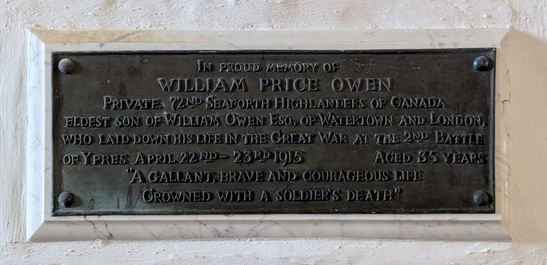 IN PROUD MEMORY OF
WILLIAM PRICE OWEN
PRIVATE, 72ND SEAFORTH HIGHLANDERS OF CANADA
ELDEST SON OF WILLIAM OWEN ESQ, OF WATERTOWN AND LONDON,
WHO LAID DOWN HIS LIFE IN THE GREAT WAR AT THE 2ND BATTLE
OF YPRES APRIL 22ND - 23RD 1915 AGED 35 YEARS
"A GALLANT, BRAVE AND COURAGEOUS LIFE
CROWNED WITH A SOLDIER'S DEATH"